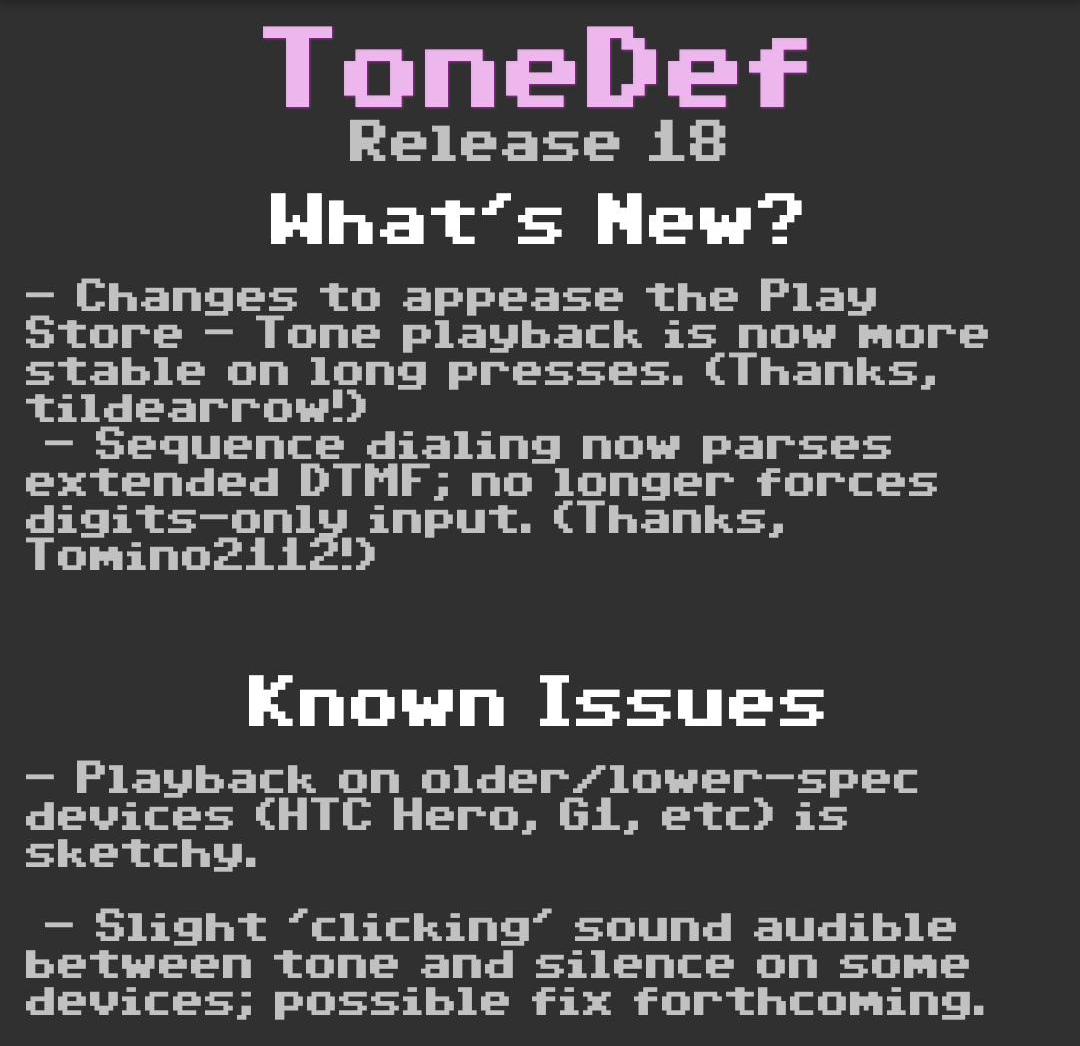 ToneDef
Release 18
What's New?
- Changes to appease the Play
Store - Tone playback is now more
stable on long presses. (Thanks,
tildearrow!)
- Sequence dialing now parses
extended DTMF; no longer forces
digits-only input. (Thanks,
Tomino2112!)
Known Issues
- Playback on older/lower-spec
devices (HTC Hero, G1, etc) is
sketchy.
- Slight 'clicking' sound audible
between tone and silence on some
devices; possible fix forthcoming.